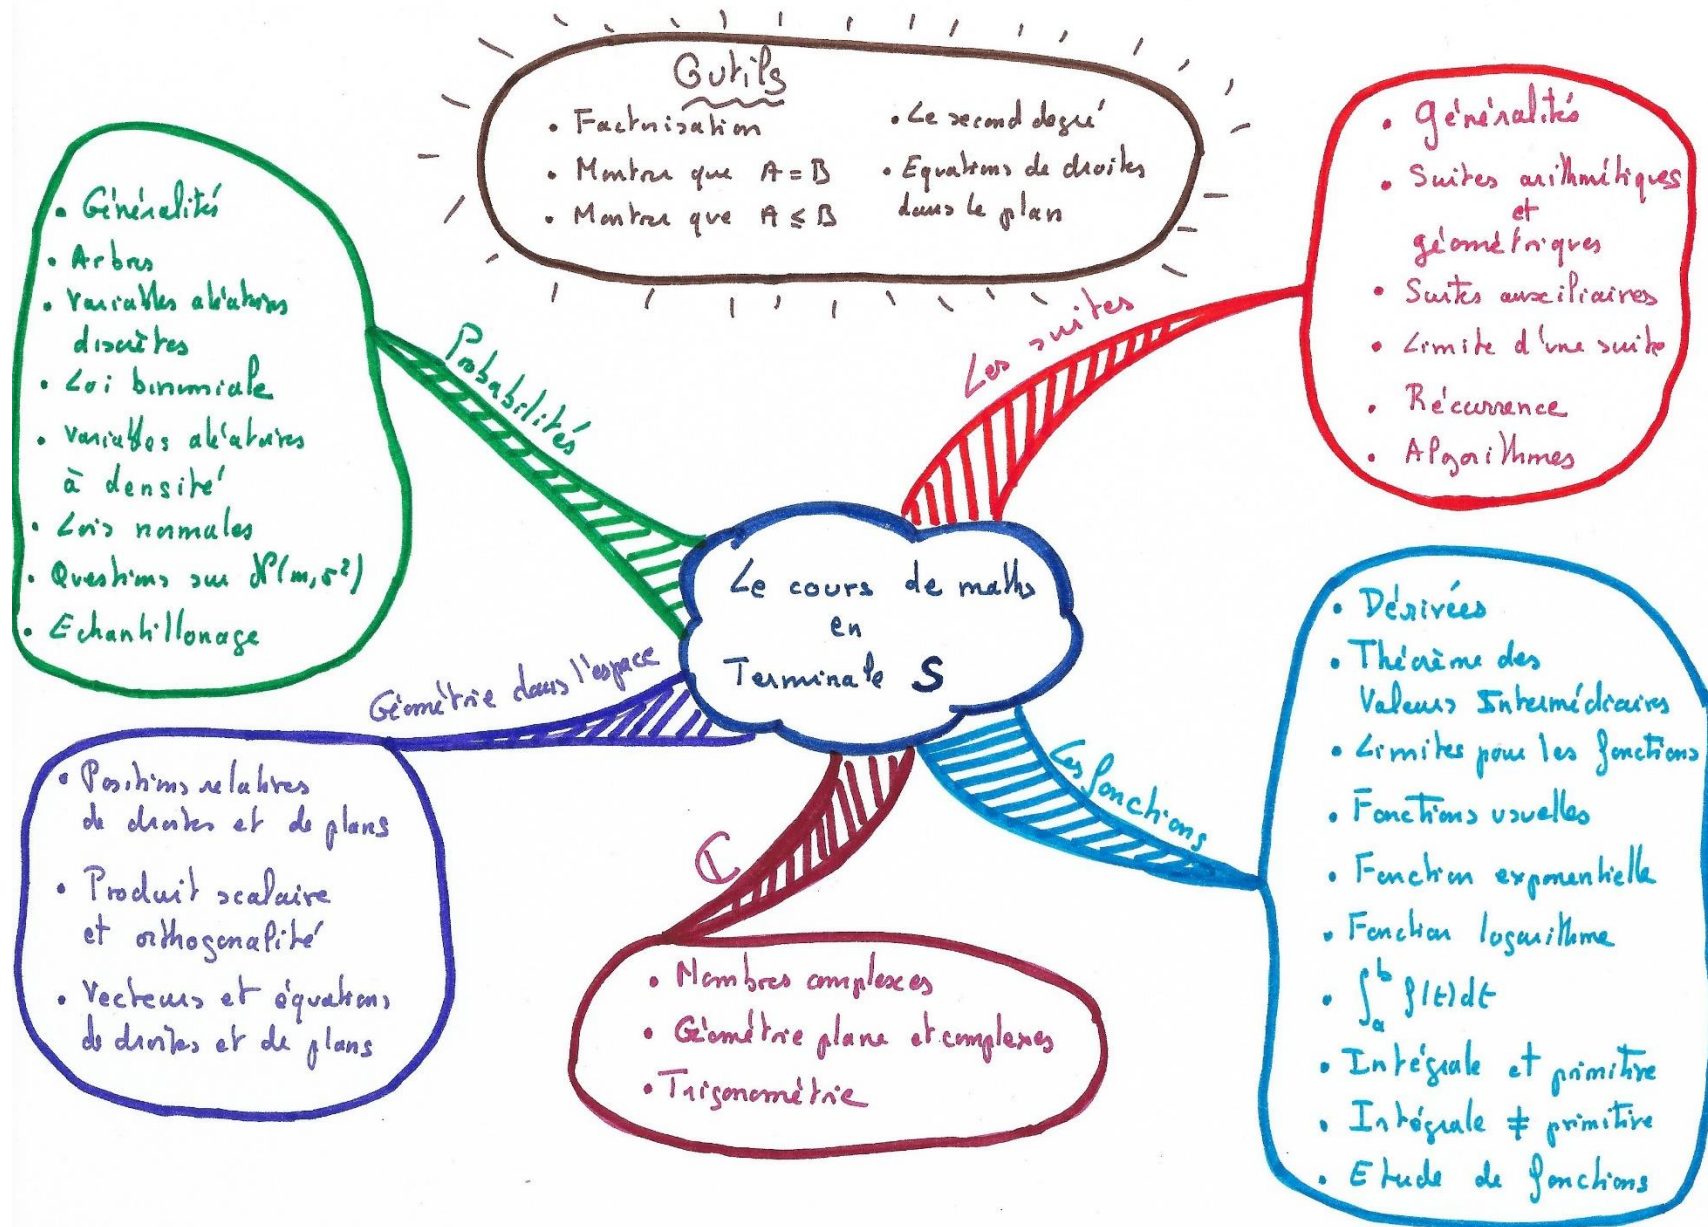 Outils
• Factorisation
• Montrer que A = B
• Montrer que A ≤ B
• Le second degré
• Equations de droites
dans le plan
• Généralités
• Arbres
• Variables aléatoires
discrètes
• Loi binomiale
• Variables aléatoires
à densité
• Lois normales
• Questions sur N(m,σ²)
• Echantillonage
Probabilités
Les suites
• Généralités
• Suites arithmétiques
et
géométriques
• Suites auxiliaires
• Limite d'une suite
• Récurrence
• Algorithmes
Le cours de maths
en
Terminale S
Géométrie dans l'espace
• Positions relatives
de droites et de plans
• Produit scalaire
et orthogonalité
• Vecteurs et équations
de droites et de plans
ℂ
• Nombres complexes
• Géométrie plane et complexes
• Trigonométrie
Les fonctions
• Dérivées
• Théorème des
Valeurs Intermédiaires
• Limites pour les fonctions
• Fonctions usuelles
• Fonction exponentielle
• Fonction logarithme
• ∫ₐᵇ f(t)dt
• Intégrale et primitive
• Intégrale ≠ primitive
• Etude de fonctions